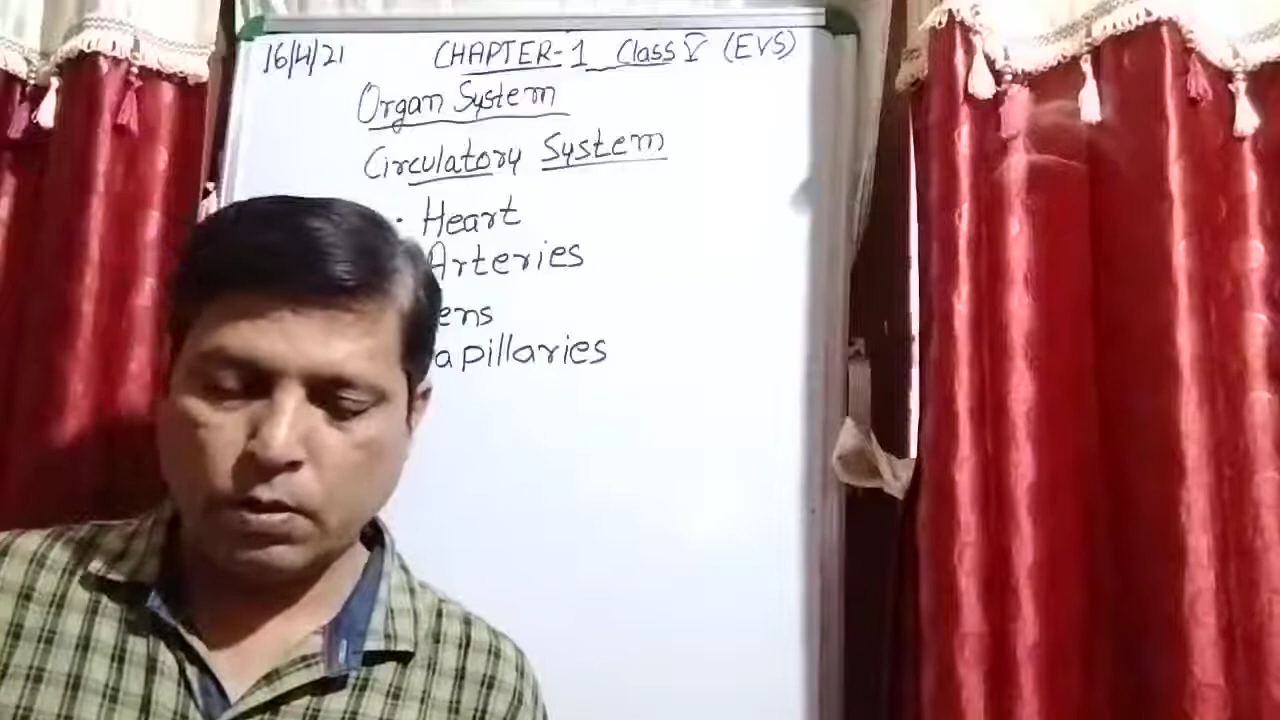 16/4/21 CHAPTER-1 Class V (EVS)
Organ System
Circulatory System
· Heart
Arteries
ens
apillaries